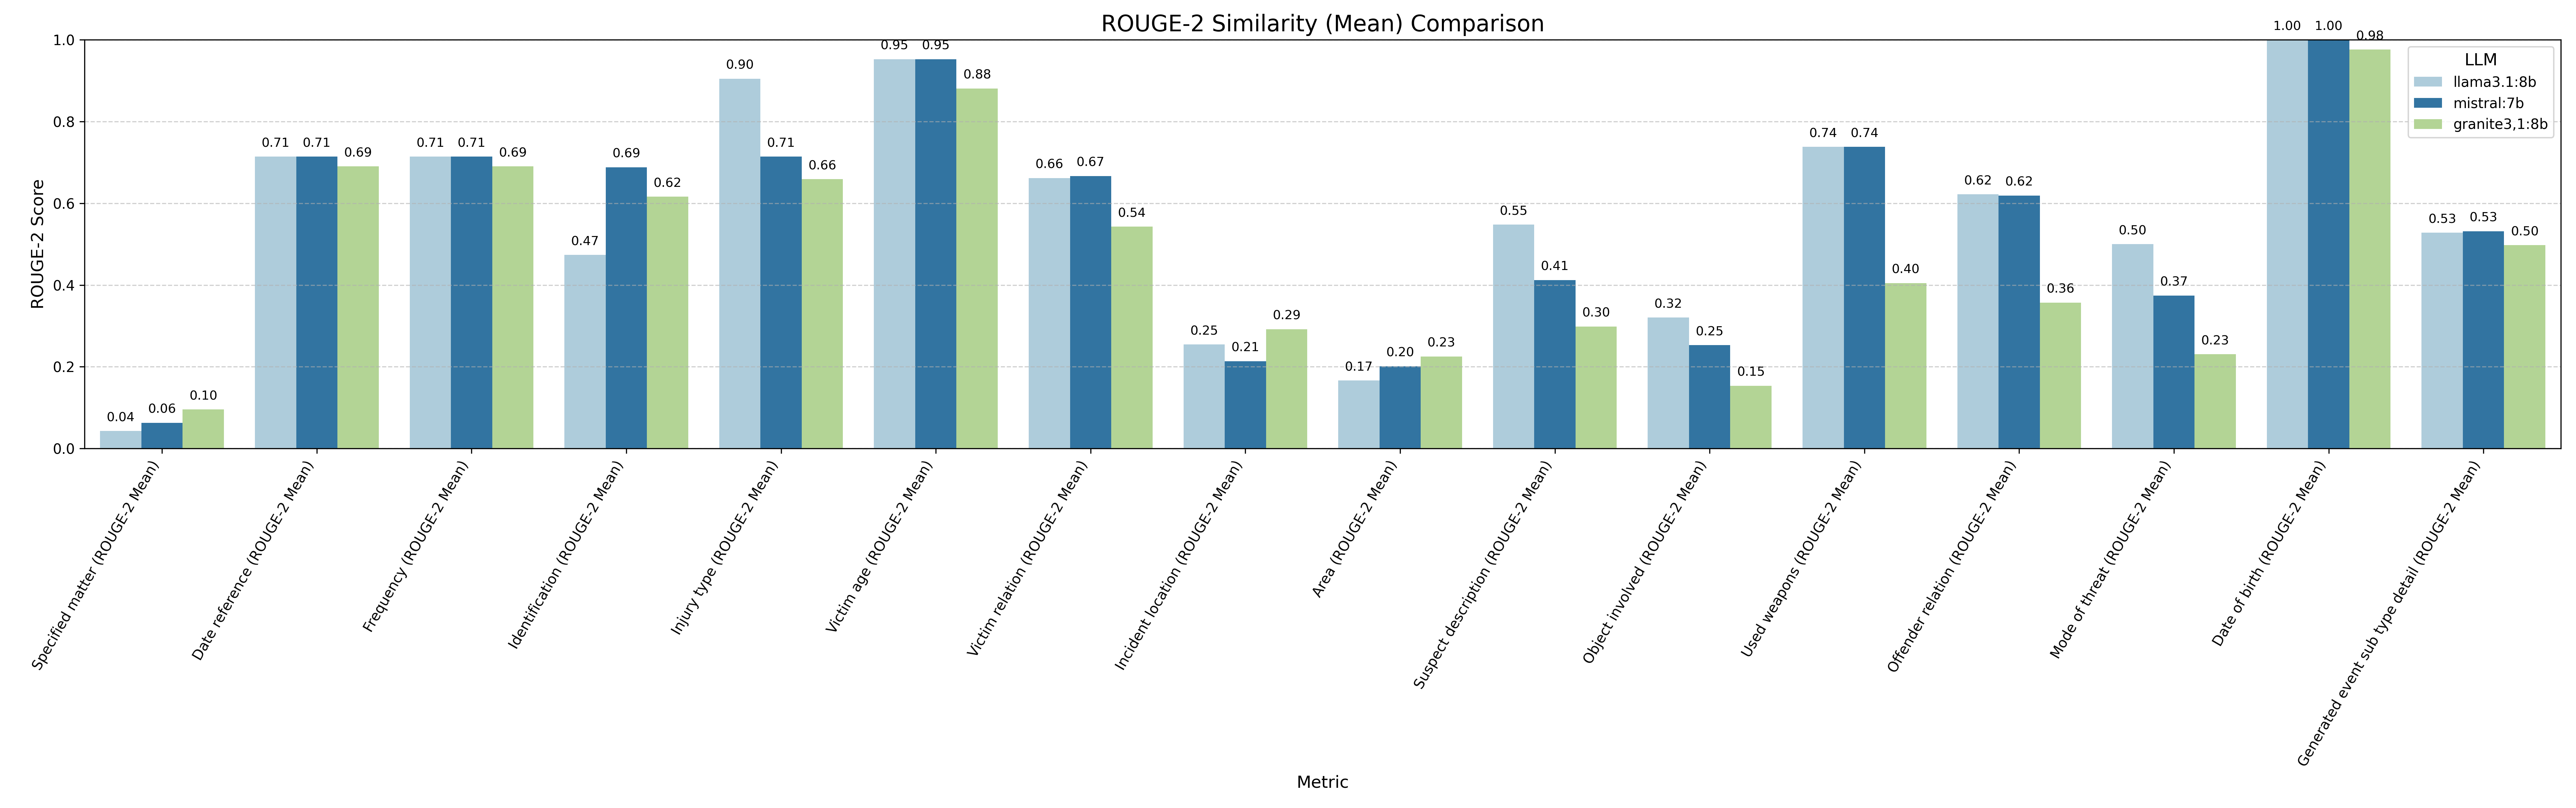 ROUGE-2 Similarity (Mean) Comparison
ROUGE-2 Score
1.0
0.8
0.6
0.4
0.2
0.0
0.04 0.06 0.10
0.71 0.71 0.69
0.71 0.71 0.69
0.47 0.69 0.62
0.90 0.71 0.66
0.95 0.95 0.88
0.66 0.67 0.54
0.25 0.21 0.29
0.17 0.20 0.23
0.55 0.41 0.30
0.32 0.25 0.15
0.74 0.74 0.40
0.62 0.62 0.36
0.50 0.37 0.23
1.00 1.00 0.98
0.53 0.53 0.50
LLM
llama3.1:8b
mistral:7b
granite3,1:8b
Specified matter (ROUGE-2 Mean)
Date reference (ROUGE-2 Mean)
Frequency (ROUGE-2 Mean)
Identification (ROUGE-2 Mean)
Injury type (ROUGE-2 Mean)
Victim age (ROUGE-2 Mean)
Victim relation (ROUGE-2 Mean)
Incident location (ROUGE-2 Mean)
Area (ROUGE-2 Mean)
Suspect description (ROUGE-2 Mean)
Object involved (ROUGE-2 Mean)
Used weapons (ROUGE-2 Mean)
Offender relation (ROUGE-2 Mean)
Mode of threat (ROUGE-2 Mean)
Date of birth (ROUGE-2 Mean)
Generated event sub type detail (ROUGE-2 Mean)
Metric